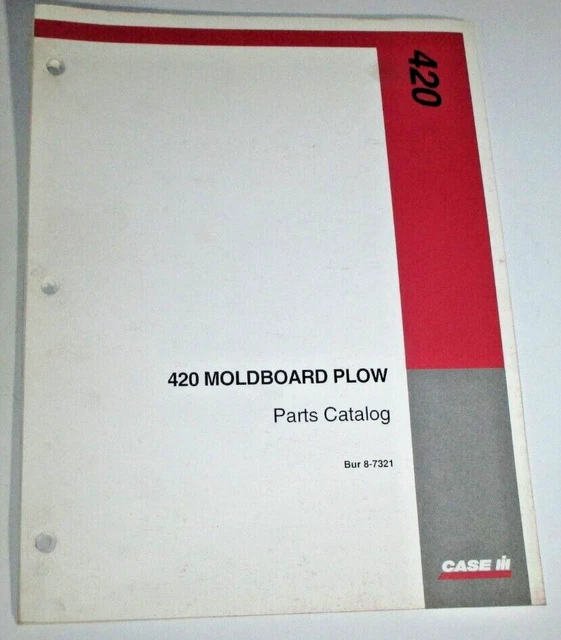 420
420 MOLDBOARD PLOW
Parts Catalog
Bur 8-7321
CASE IH